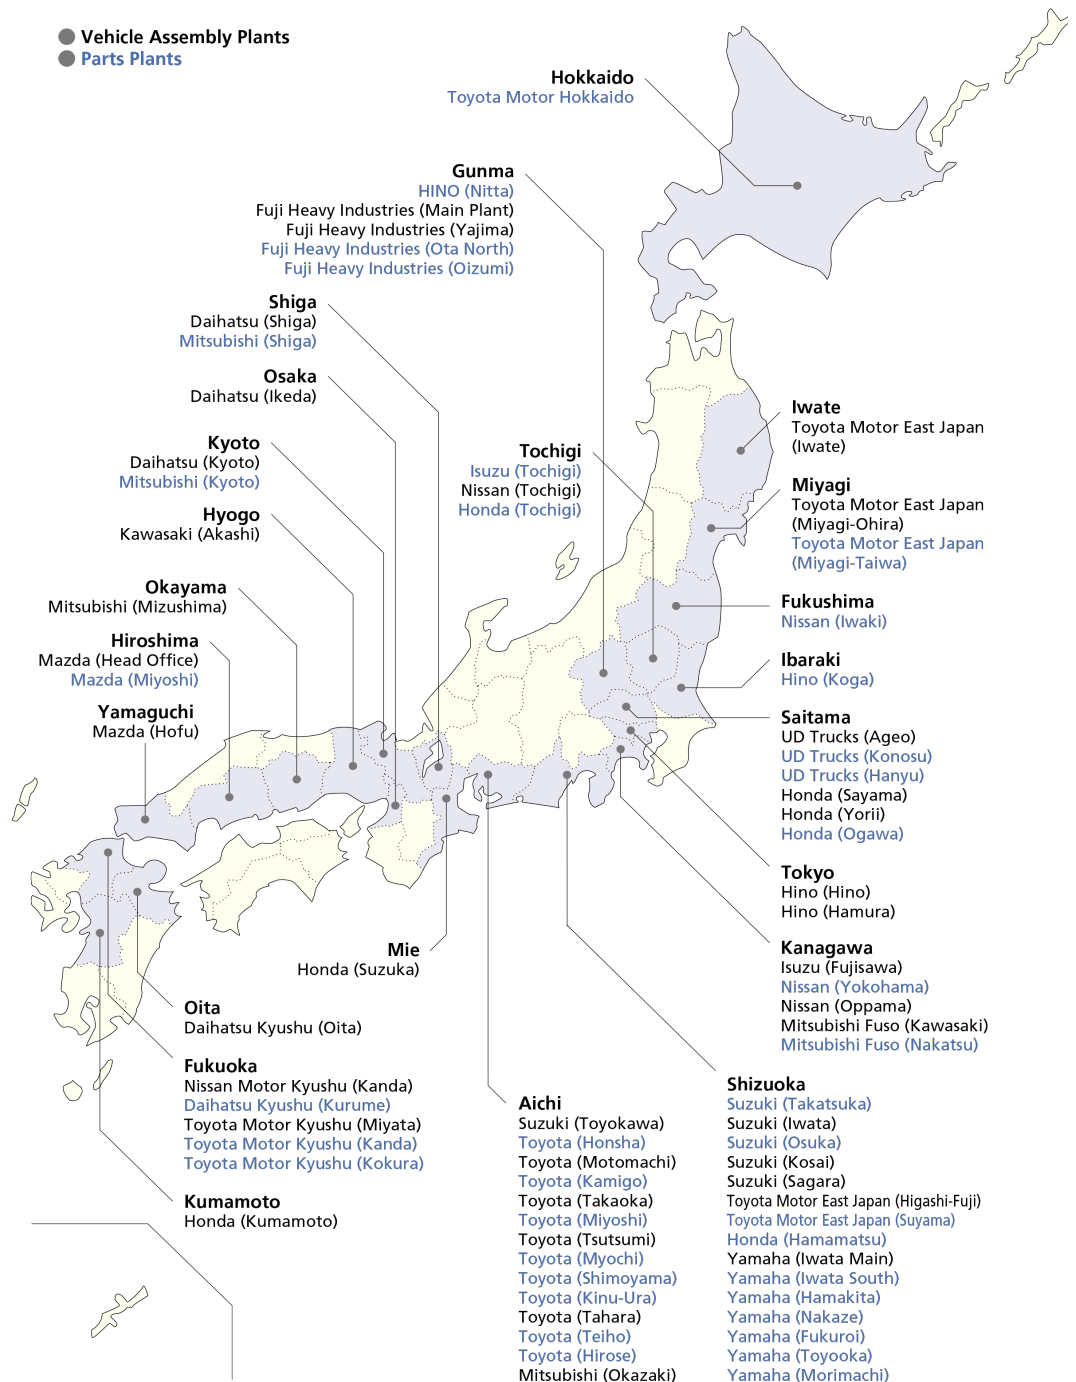 Vehicle Assembly Plants
Parts Plants
Hokkaido
Toyota Motor Hokkaido
Gunma
HINO (Nitta)
Fuji Heavy Industries (Main Plant)
Fuji Heavy Industries (Yajima)
Fuji Heavy Industries (Ota North)
Fuji Heavy Industries (Oizumi)
Shiga
Daihatsu (Shiga)
Mitsubishi (Shiga)
Osaka
Daihatsu (Ikeda)
Kyoto
Daihatsu (Kyoto)
Mitsubishi (Kyoto)
Hyogo
Kawasaki (Akashi)
Okayama
Mitsubishi (Mizushima)
Hiroshima
Mazda (Head Office)
Mazda (Miyoshi)
Yamaguchi
Mazda (Hofu)
Tochigi
Isuzu (Tochigi)
Nissan (Tochigi)
Honda (Tochigi)
Iwate
Toyota Motor East Japan
(Iwate)
Miyagi
Toyota Motor East Japan
(Miyagi-Ohira)
Toyota Motor East Japan
(Miyagi-Taiwa)
Fukushima
Nissan (Iwaki)
Ibaraki
Hino (Koga)
Saitama
UD Trucks (Ageo)
UD Trucks (Konosu)
UD Trucks (Hanyu)
Honda (Sayama)
Honda (Yorii)
Honda (Ogawa)
Tokyo
Hino (Hino)
Hino (Hamura)
Kanagawa
Isuzu (Fujisawa)
Nissan (Yokohama)
Nissan (Oppama)
Mitsubishi Fuso (Kawasaki)
Mitsubishi Fuso (Nakatsu)
Mie
Honda (Suzuka)
Oita
Daihatsu Kyushu (Oita)
Fukuoka
Nissan Motor Kyushu (Kanda)
Daihatsu Kyushu (Kurume)
Toyota Motor Kyushu (Miyata)
Toyota Motor Kyushu (Kanda)
Toyota Motor Kyushu (Kokura)
Kumamoto
Honda (Kumamoto)
Aichi
Suzuki (Toyokawa)
Toyota (Honsha)
Toyota (Motomachi)
Toyota (Kamigo)
Toyota (Takaoka)
Toyota (Miyoshi)
Toyota (Tsutsumi)
Toyota (Myochi)
Toyota (Shimoyama)
Toyota (Kinu-Ura)
Toyota (Tahara)
Toyota (Teiho)
Toyota (Hirose)
Mitsubishi (Okazaki)
Shizuoka
Suzuki (Takatsuka)
Suzuki (Iwata)
Suzuki (Osuka)
Suzuki (Kosai)
Suzuki (Sagara)
Toyota Motor East Japan (Higashi-Fuji)
Toyota Motor East Japan (Suyama)
Honda (Hamamatsu)
Yamaha (Iwata Main)
Yamaha (Iwata South)
Yamaha (Hamakita)
Yamaha (Nakaze)
Yamaha (Fukuroi)
Yamaha (Toyooka)
Yamaha (Morimachi)